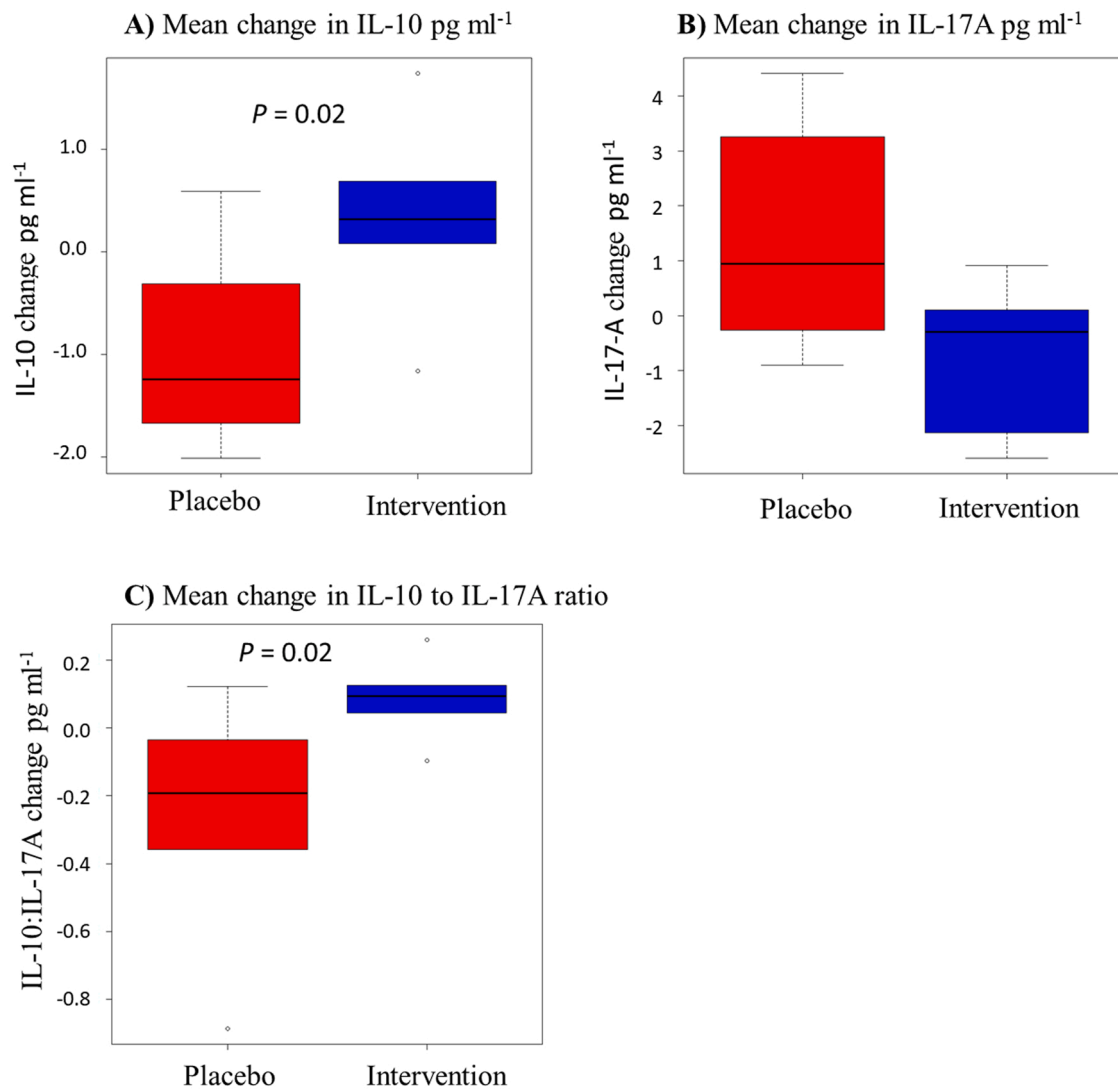 A) Mean change in IL-10 pg ml⁻¹
P = 0.02
IL-10 change pg ml⁻¹
1.0
0.0
-1.0
-2.0
Placebo
Intervention
B) Mean change in IL-17A pg ml⁻¹
IL-17-A change pg ml⁻¹
4
3
2
1
0
-1
-2
Placebo
Intervention
C) Mean change in IL-10 to IL-17A ratio
P = 0.02
IL-10:IL-17A change pg ml⁻¹
0.2
0.0
-0.2
-0.4
-0.6
-0.8
Placebo
Intervention